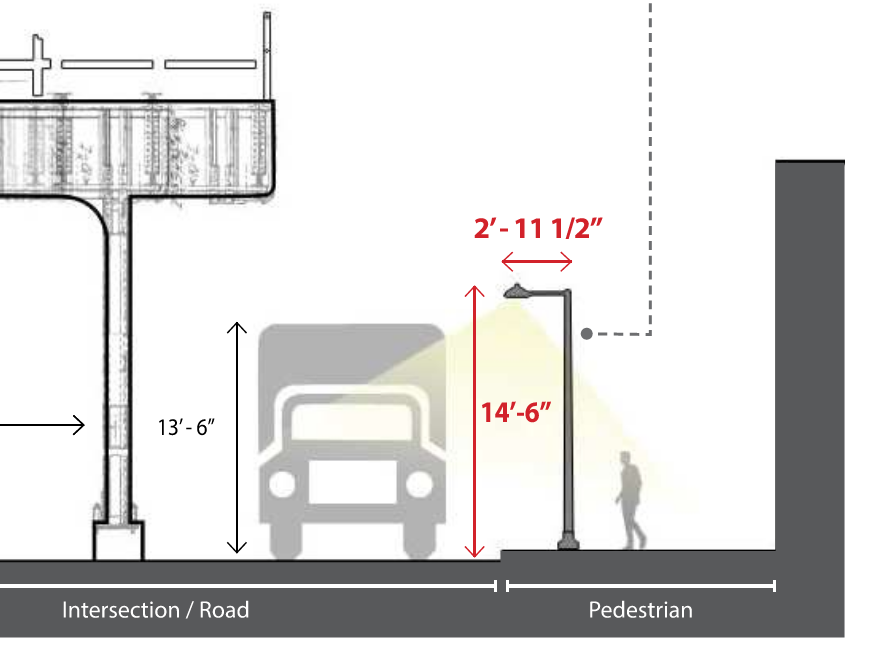 2’ - 11 1/2”
14’-6”
13’ - 6”
Intersection / Road
Pedestrian